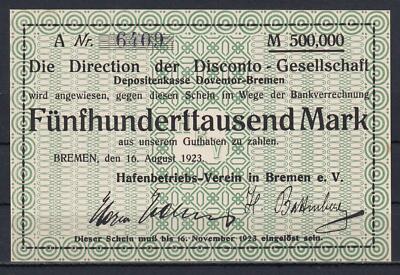 A Nr. 6409 M 500,000
Die Direction der Disconto-Gesellschaft
Depositenkasse Doventor-Bremen
wird angewiesen, gegen diesen Schein im Wege der Bankverrechnung
Fünfhunderttausend Mark
aus unserem Guthaben zu zahlen.
BREMEN, den 16. August 1923.
Hafenbetriebs-Verein in Bremen e. V.
Dieser Schein muß bis 16. November 1923 eingelöst sein.